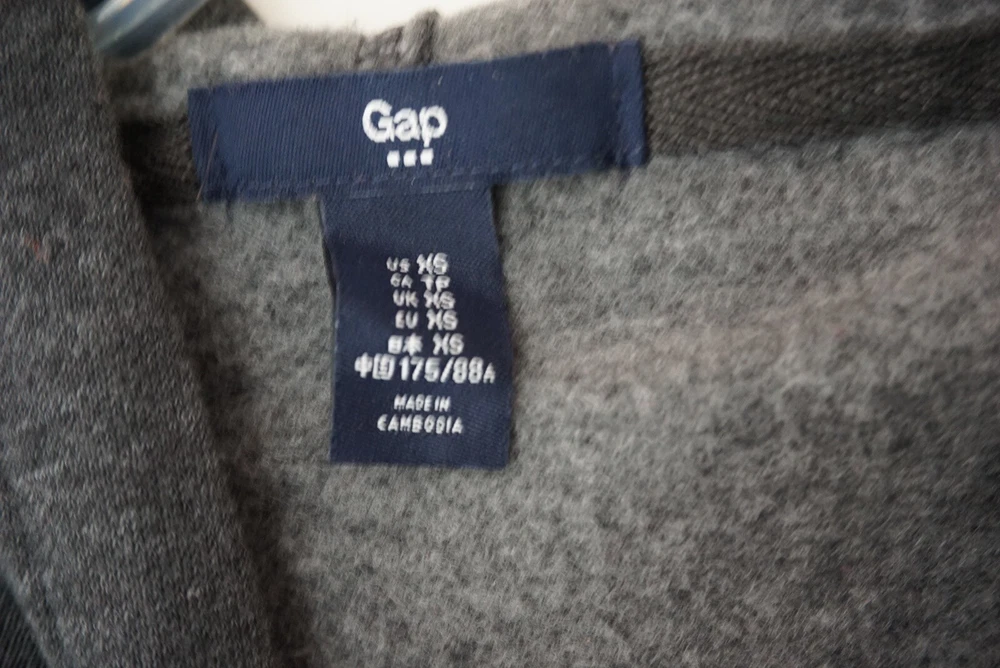 Gap
US XS
CA TP
UK XS
EU XS
日本 XS
中国 175/88A
MADE IN
CAMBODIA